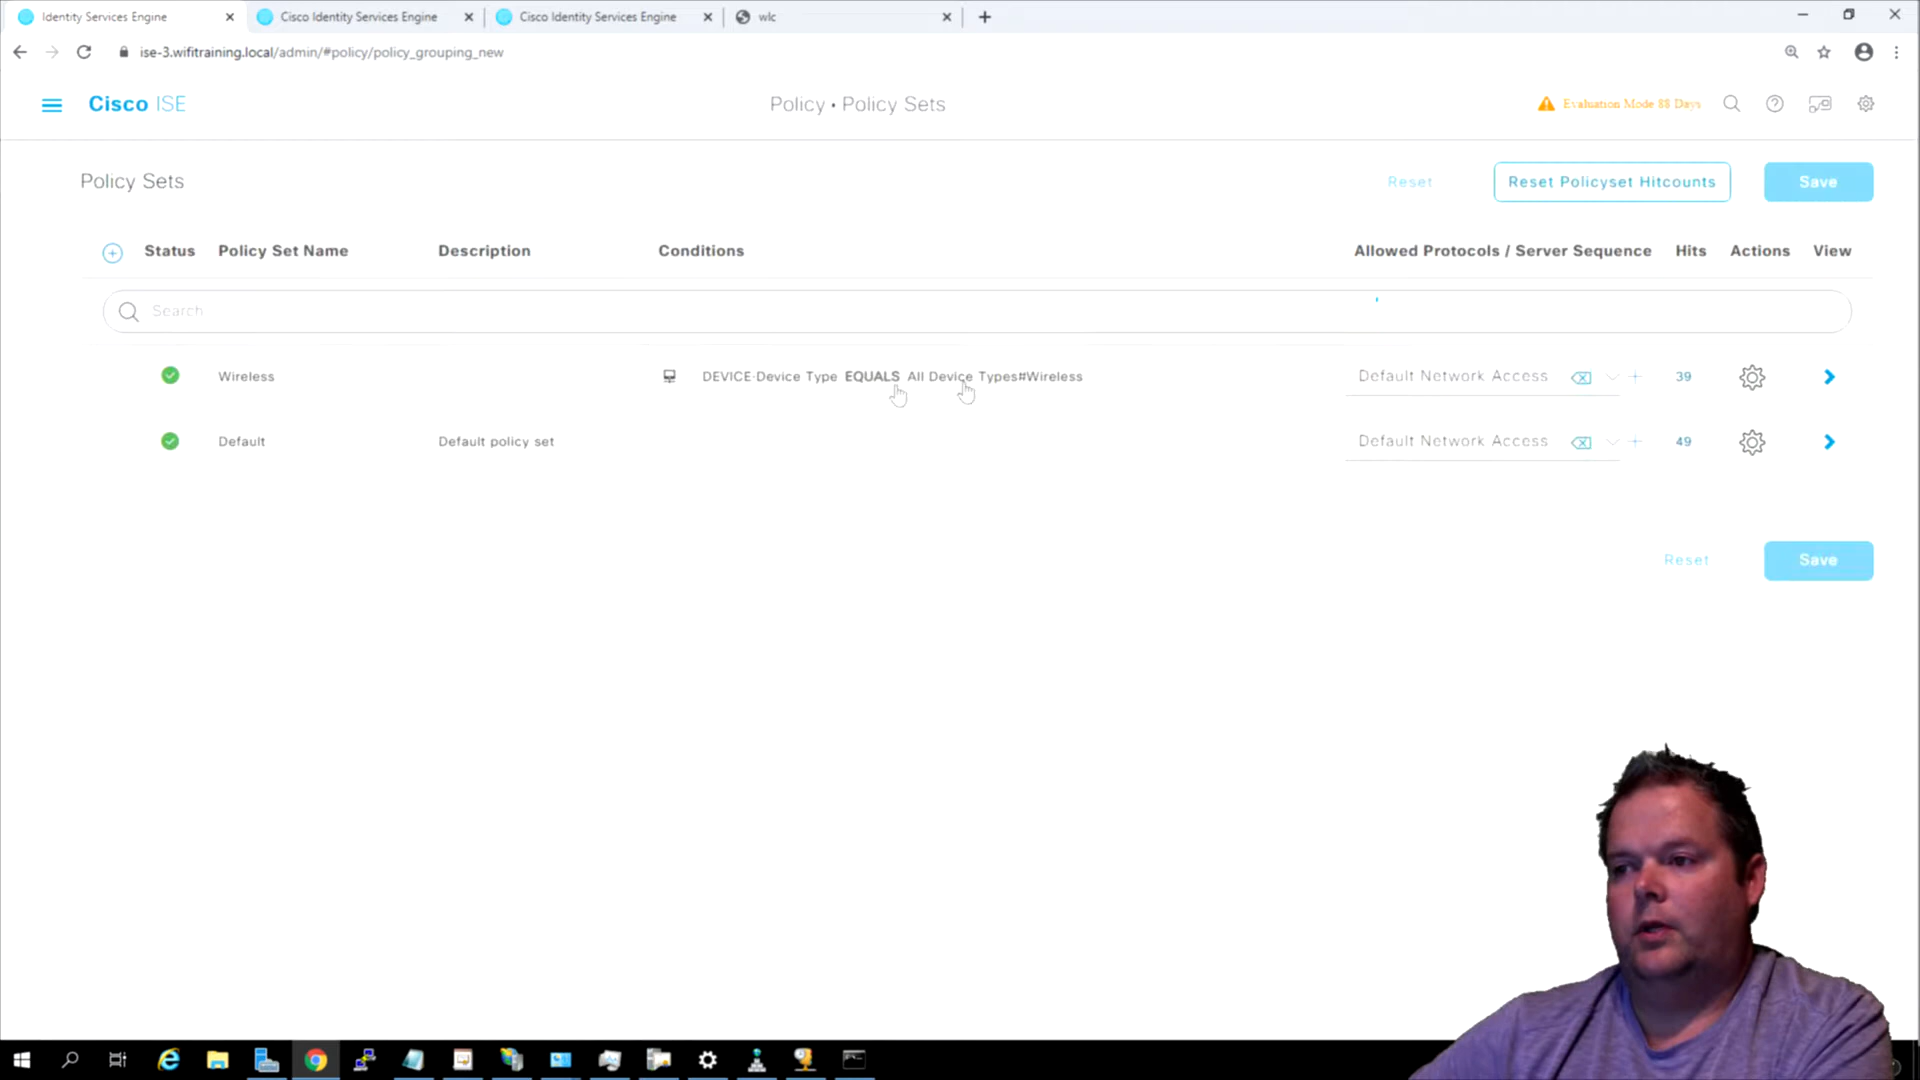 Identity Services Engine
Cisco Identity Services Engine
Cisco Identity Services Engine
wlc
ise-3.wifitraining.local/admin/#policy/policy_grouping_new
Cisco ISE
Policy • Policy Sets
Evaluation Mode 88 Days
Policy Sets
Reset
Reset Policyset Hitcounts
Save
Status
Policy Set Name
Description
Conditions
Allowed Protocols / Server Sequence
Hits
Actions
View
Search
Wireless
DEVICE·Device Type EQUALS All Device Types#Wireless
Default Network Access
39
Default
Default policy set
Default Network Access
49
Reset
Save